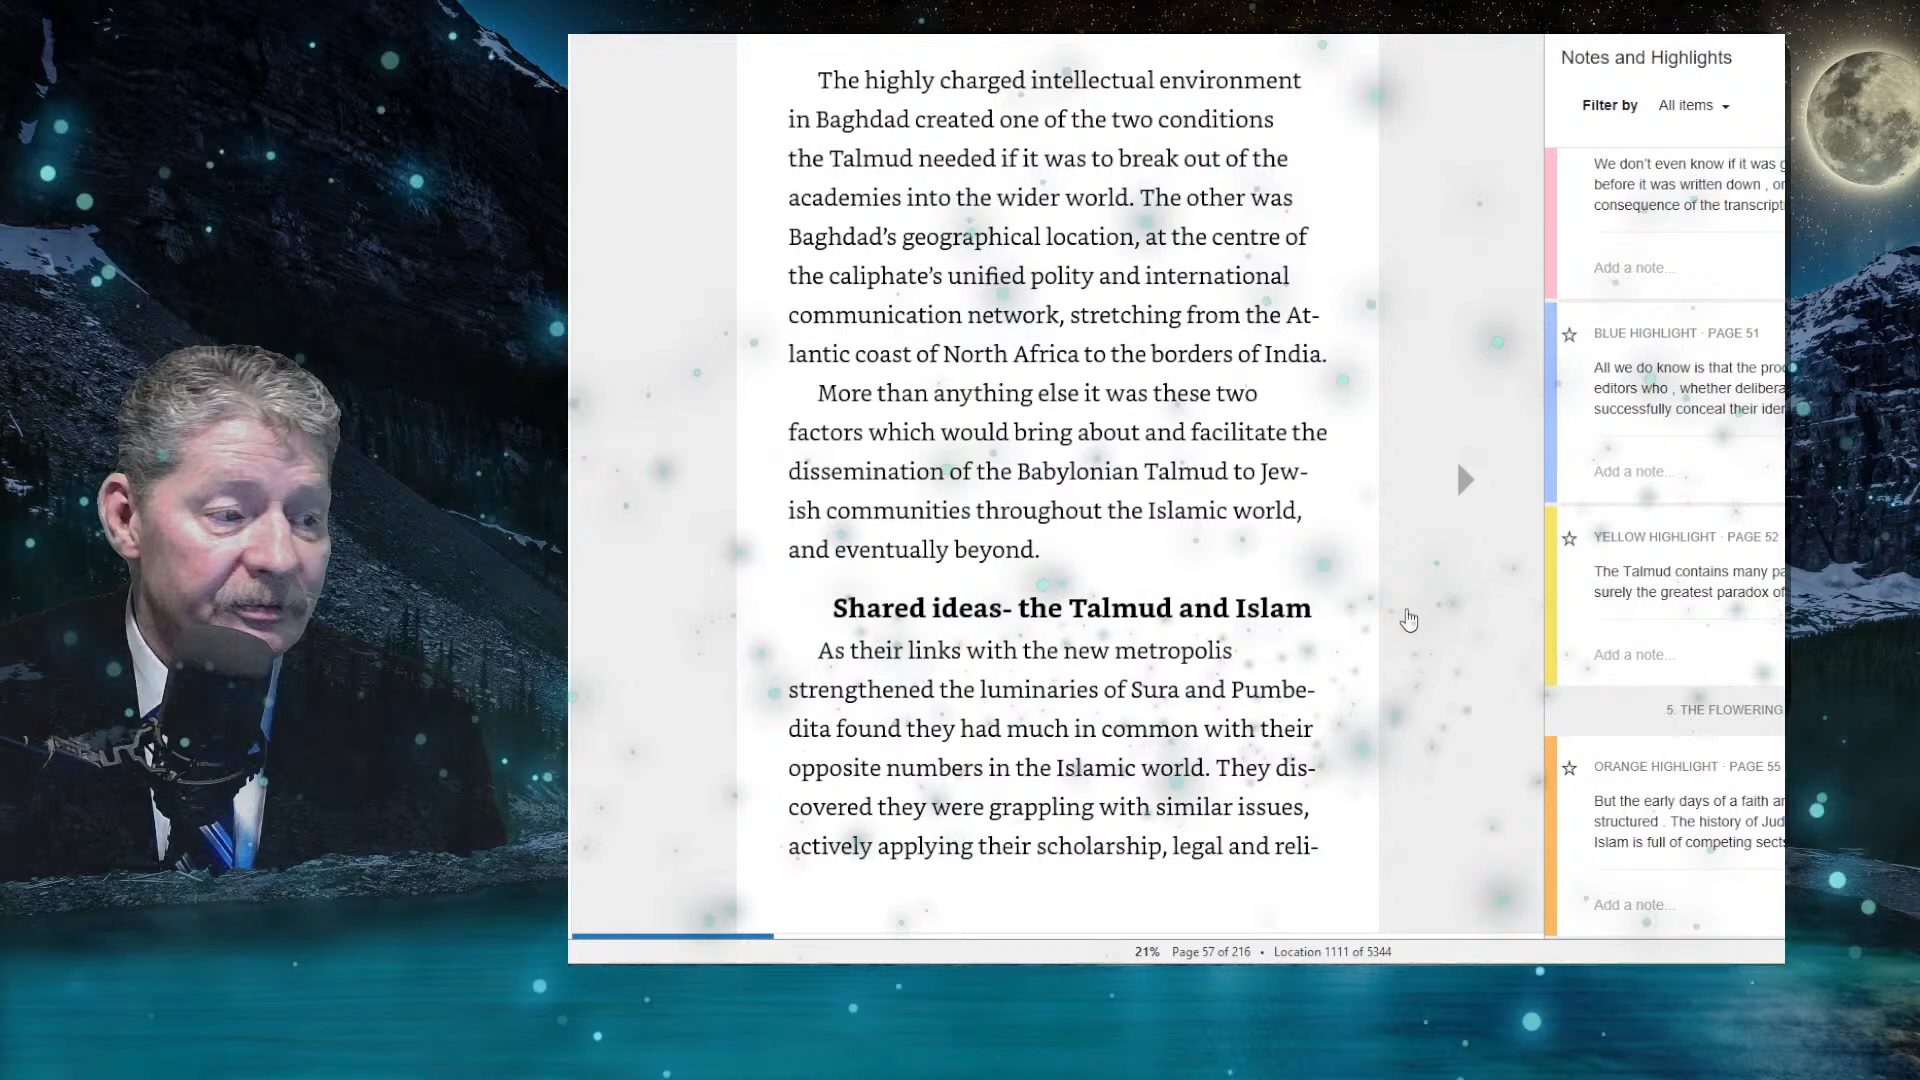 The highly charged intellectual environment
in Baghdad created one of the two conditions
the Talmud needed if it was to break out of the
academies into the wider world. The other was
Baghdad’s geographical location, at the centre of
the caliphate’s unified polity and international
communication network, stretching from the At-
lantic coast of North Africa to the borders of India.
More than anything else it was these two
factors which would bring about and facilitate the
dissemination of the Babylonian Talmud to Jew-
ish communities throughout the Islamic world,
and eventually beyond.
Shared ideas- the Talmud and Islam
As their links with the new metropolis
strengthened the luminaries of Sura and Pumbe-
dita found they had much in common with their
opposite numbers in the Islamic world. They dis-
covered they were grappling with similar issues,
actively applying their scholarship, legal and reli-
21% Page 57 of 216 • Location 1111 of 5344
Notes and Highlights
Filter by All items
We don’t even know if it was
before it was written down , or
consequence of the transcripti
Add a note...
BLUE HIGHLIGHT · PAGE 51
All we do know is that the
editors who , whether delibera
successfully conceal their
Add a note...
YELLOW HIGHLIGHT · PAGE 52
The Talmud contains many
surely the greatest paradox of
Add a note...
5. THE FLOWERING
ORANGE HIGHLIGHT · PAGE 55
But the early days of a faith
structured . The history of
Islam is full of competing sects
Add a note...